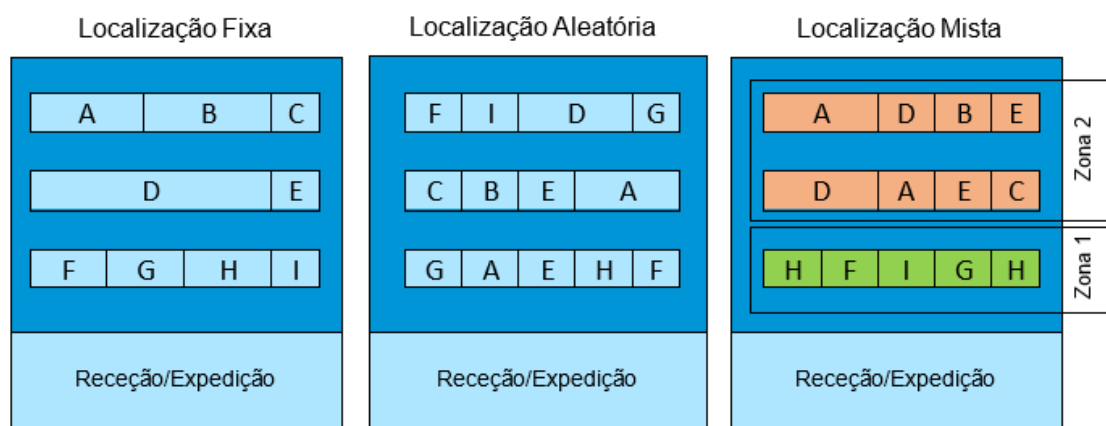 Localização Fixa
A B C
D E
F G H I
Receção/Expedição
Localização Aleatória
F I D G
C B E A
G A E H F
Receção/Expedição
Localização Mista
A D B E
D A E C
Zona 2
H F I G H
Zona 1
Receção/Expedição